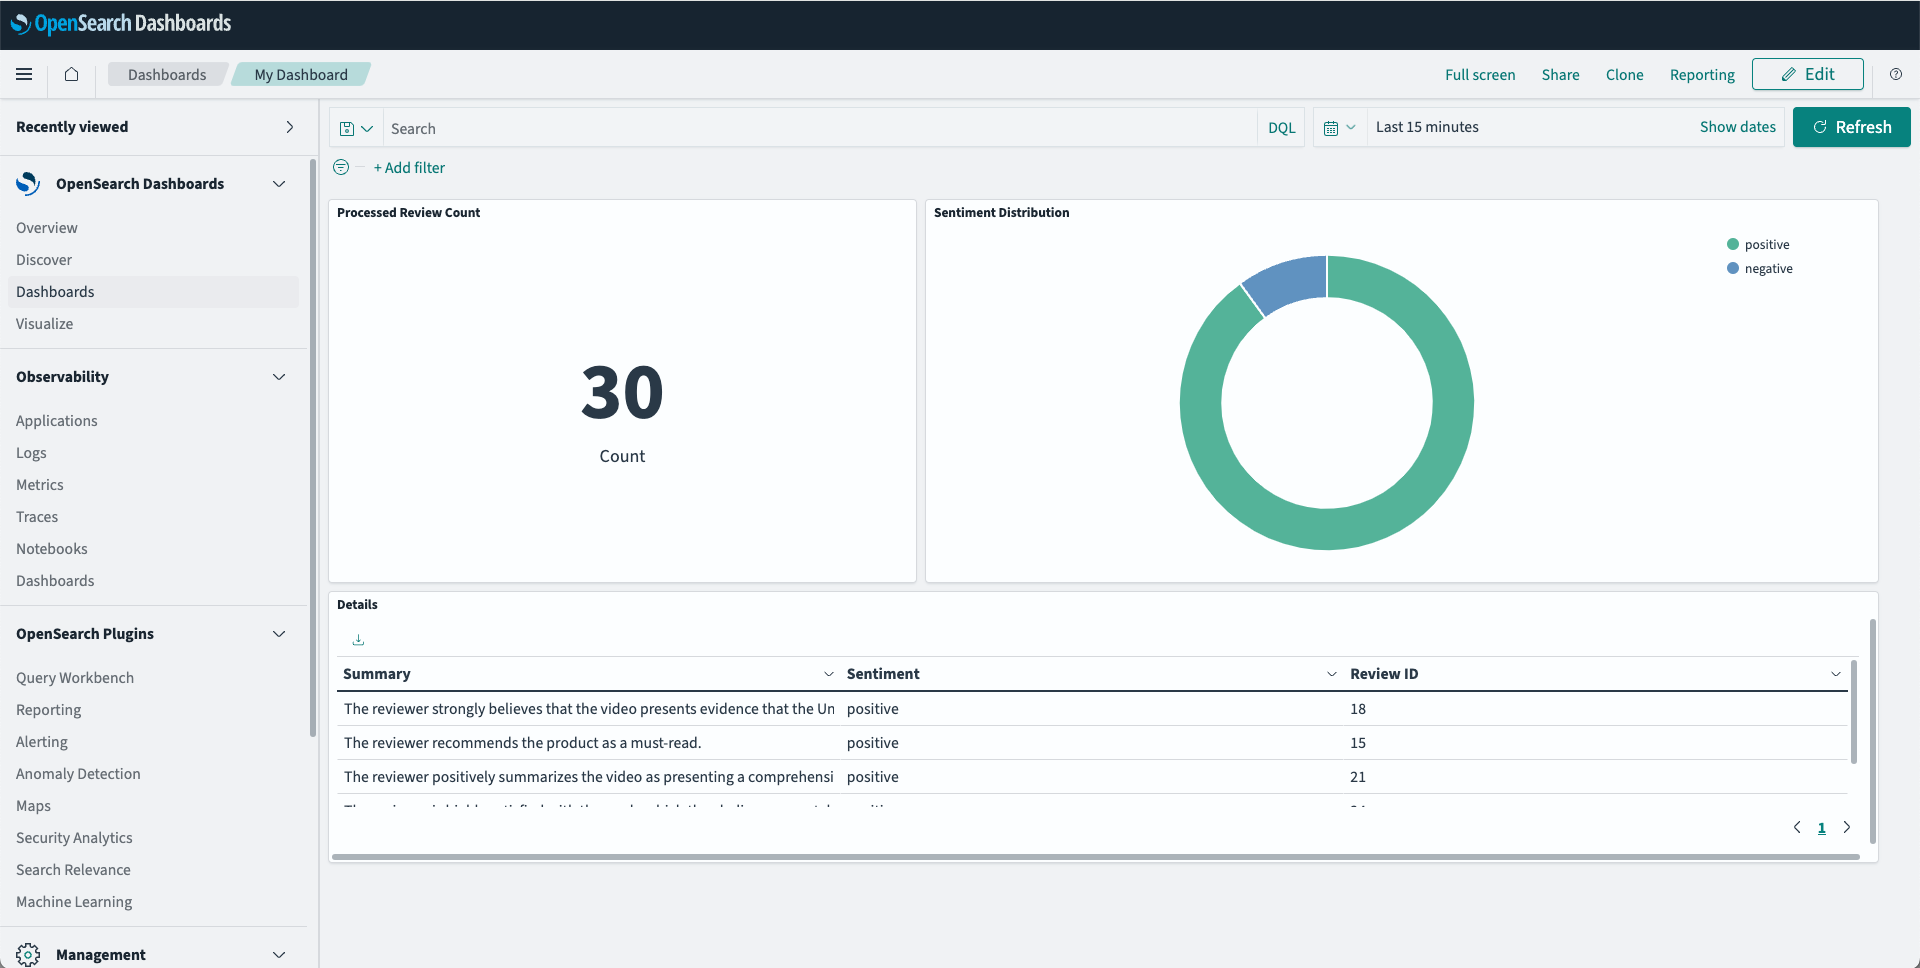 OpenSearch Dashboards
Dashboards My Dashboard Full screen Share Clone Reporting Edit
Recently viewed
Search DQL Last 15 minutes Show dates Refresh
+ Add filter
OpenSearch Dashboards
Overview
Discover
Dashboards
Visualize
Observability
Applications
Logs
Metrics
Traces
Notebooks
Dashboards
OpenSearch Plugins
Query Workbench
Reporting
Alerting
Anomaly Detection
Maps
Security Analytics
Search Relevance
Machine Learning
Management
Processed Review Count
30
Count
Sentiment Distribution
positive
negative
Details
Summary Sentiment Review ID
The reviewer strongly believes that the video presents evidence that the Un positive 18
The reviewer recommends the product as a must-read. positive 15
The reviewer positively summarizes the video as presenting a comprehensi positive 21
1